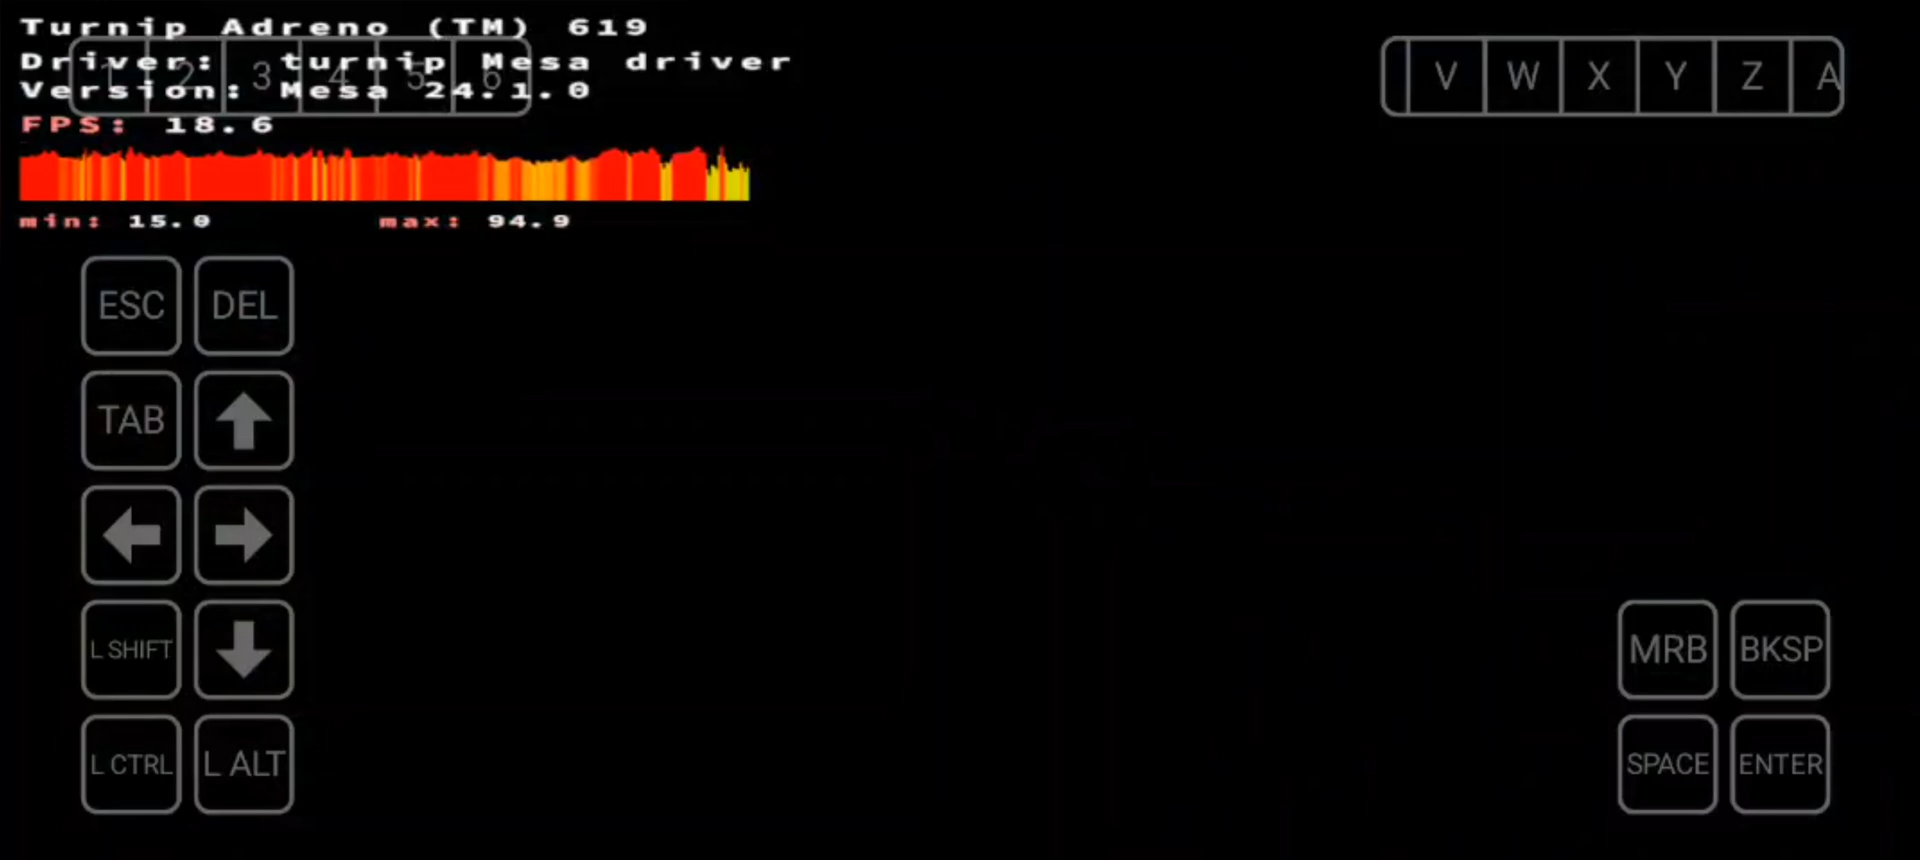 Turnip Adreno (TM) 619
Driver: turnip Mesa driver
1 2 3 4 5 6
V W X Y Z A
Version: Mesa 24.1.0
FPS: 18.6
min: 15.0 max: 94.9
ESC DEL
TAB
L SHIFT
MRB BKSP
L CTRL L ALT
SPACE ENTER